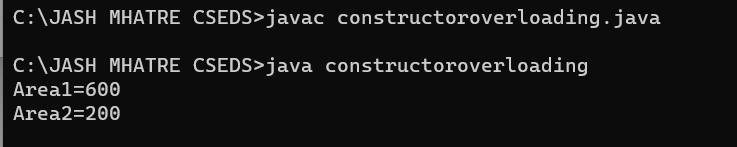 C:\JASH MHATRE CSEDS>javac constructoroverloading.java
C:\JASH MHATRE CSEDS>java constructoroverloading
Area1=600
Area2=200